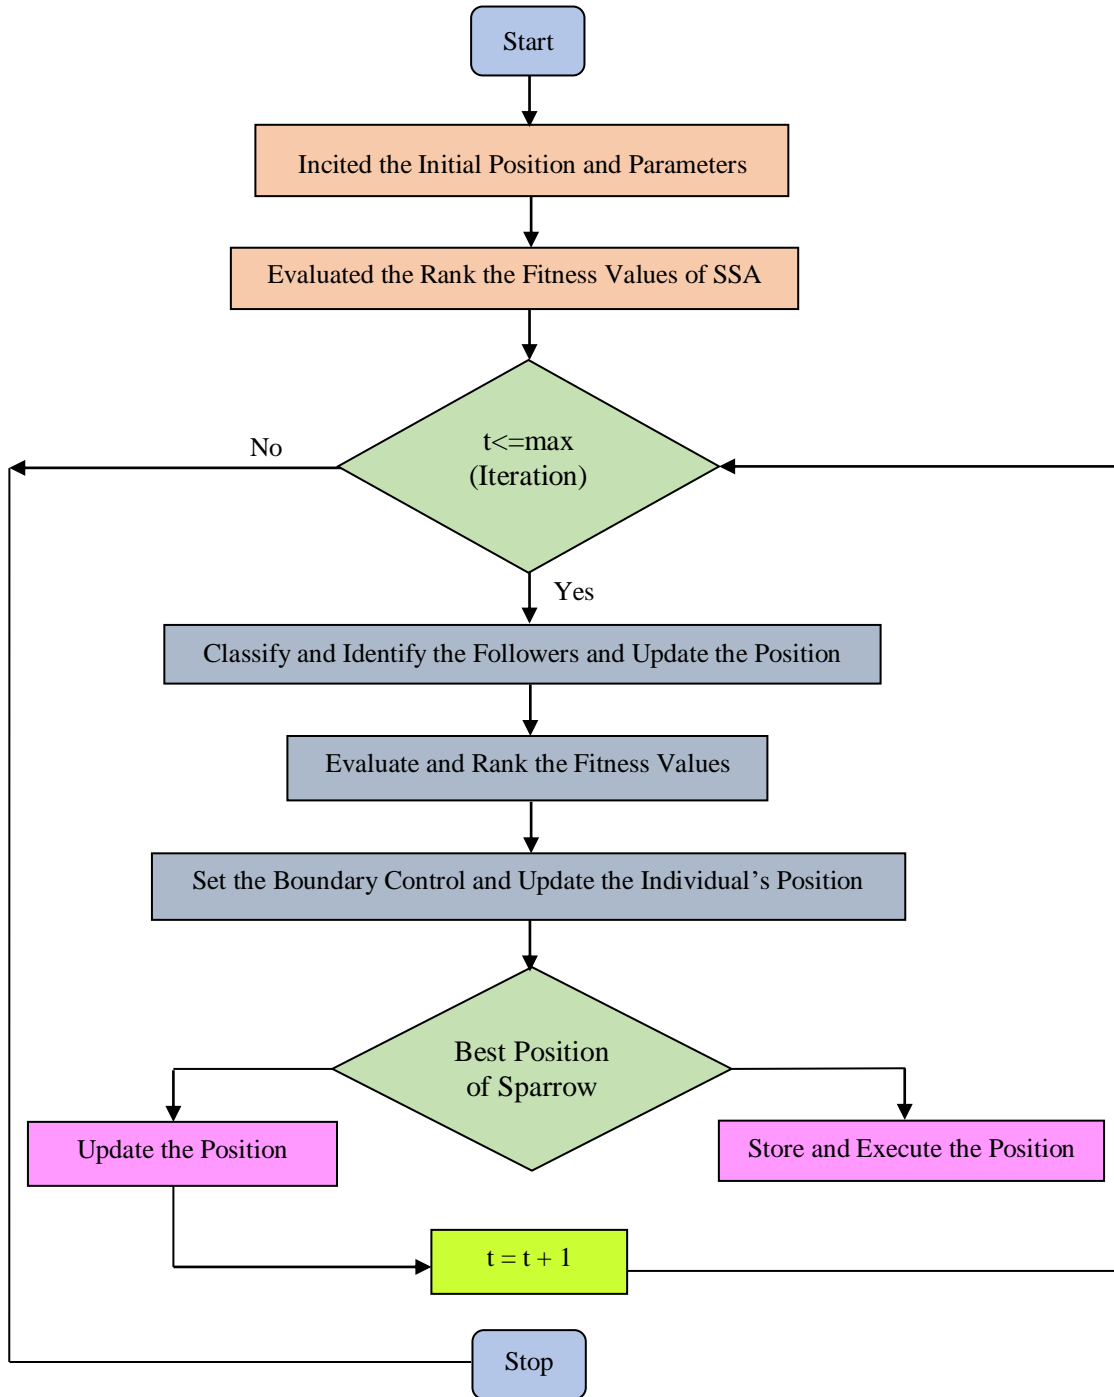 Start
Incited the Initial Position and Parameters
Evaluated the Rank the Fitness Values of SSA
t<=max
(Iteration)
No
Yes
Classify and Identify the Followers and Update the Position
Evaluate and Rank the Fitness Values
Set the Boundary Control and Update the Individual’s Position
Best Position
of Sparrow
Update the Position
Store and Execute the Position
t = t + 1
Stop